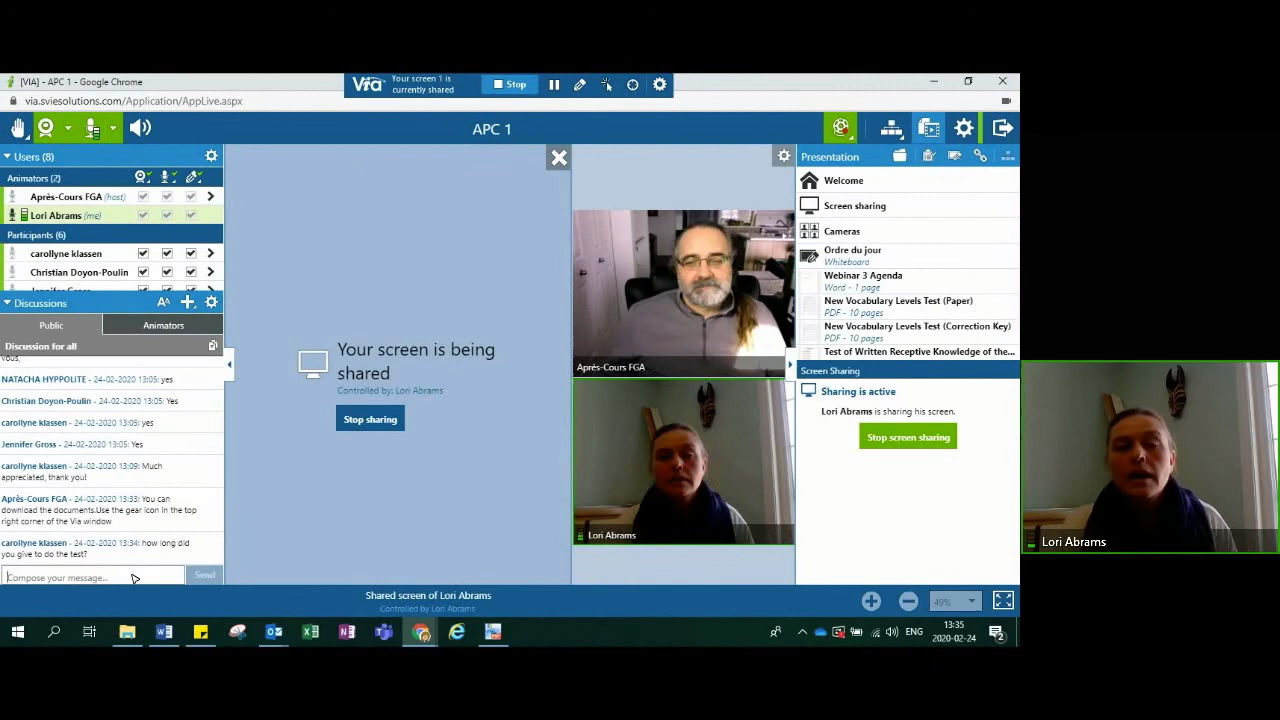 [VIA] - APC 1 - Google Chrome
Via
Your screen 1 is
currently shared
Stop
via.sviesolutions.com/Application/AppLive.aspx
APC 1
Users (8)
Animators (2)
Après-Cours FGA (host)
Lori Abrams (me)
Participants (6)
carollyne klassen
Christian Doyon-Poulin
Jennifer Gross
Discussions
AA
Public
Animators
Discussion for all
vous,
NATACHA HYPPOLITE - 24-02-2020 13:05: yes
Christian Doyon-Poulin - 24-02-2020 13:05: Yes
carollyne klassen - 24-02-2020 13:05: yes
Jennifer Gross - 24-02-2020 13:05: Yes
carollyne klassen - 24-02-2020 13:09: Much
appreciated, thank you!
Après-Cours FGA - 24-02-2020 13:33: You can
download the documents.Use the gear icon in the top
right corner of the Via window
carollyne klassen - 24-02-2020 13:34: how long did
you give to do the test?
Compose your message...
Send
Your screen is being
shared
Controlled by: Lori Abrams
Stop sharing
Après-Cours FGA
Lori Abrams
Presentation
Welcome
Screen sharing
Cameras
Ordre du jour
Whiteboard
Webinar 3 Agenda
Word - 1 page
New Vocabulary Levels Test (Paper)
PDF - 10 pages
New Vocabulary Levels Test (Correction Key)
PDF - 10 pages
Test of Written Receptive Knowledge of the...
Screen Sharing
Sharing is active
Lori Abrams is sharing his screen.
Stop screen sharing
Lori Abrams
Shared screen of Lori Abrams
Controlled by Lori Abrams
49%
ENG
13:35
2020-02-24
2